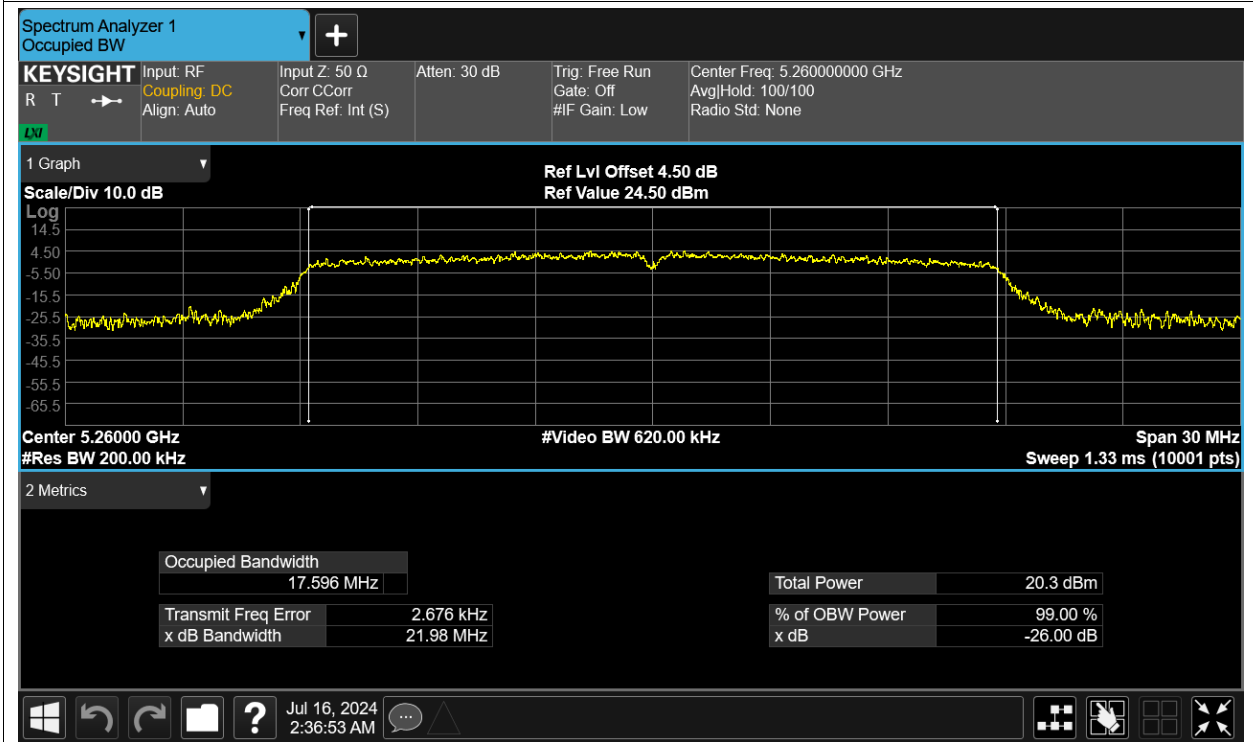 Spectrum Analyzer 1
Occupied BW
KEYSIGHT
R T
LXI
Input: RF
Coupling: DC
Align: Auto
Input Z: 50 Ω
Corr CCorr
Freq Ref: Int (S)
Atten: 30 dB
Trig: Free Run
Gate: Off
#IF Gain: Low
Center Freq: 5.260000000 GHz
Avg|Hold: 100/100
Radio Std: None
1 Graph
Scale/Div 10.0 dB
Ref Lvl Offset 4.50 dB
Ref Value 24.50 dBm
Log
14.5
4.50
-5.50
-15.5
-25.5
-35.5
-45.5
-55.5
-65.5
Center 5.26000 GHz
#Res BW 200.00 kHz
#Video BW 620.00 kHz
Span 30 MHz
Sweep 1.33 ms (10001 pts)
2 Metrics
Occupied Bandwidth
17.596 MHz
Transmit Freq Error 2.676 kHz
x dB Bandwidth 21.98 MHz
Total Power 20.3 dBm
% of OBW Power 99.00 %
x dB -26.00 dB
?
Jul 16, 2024
2:36:53 AM